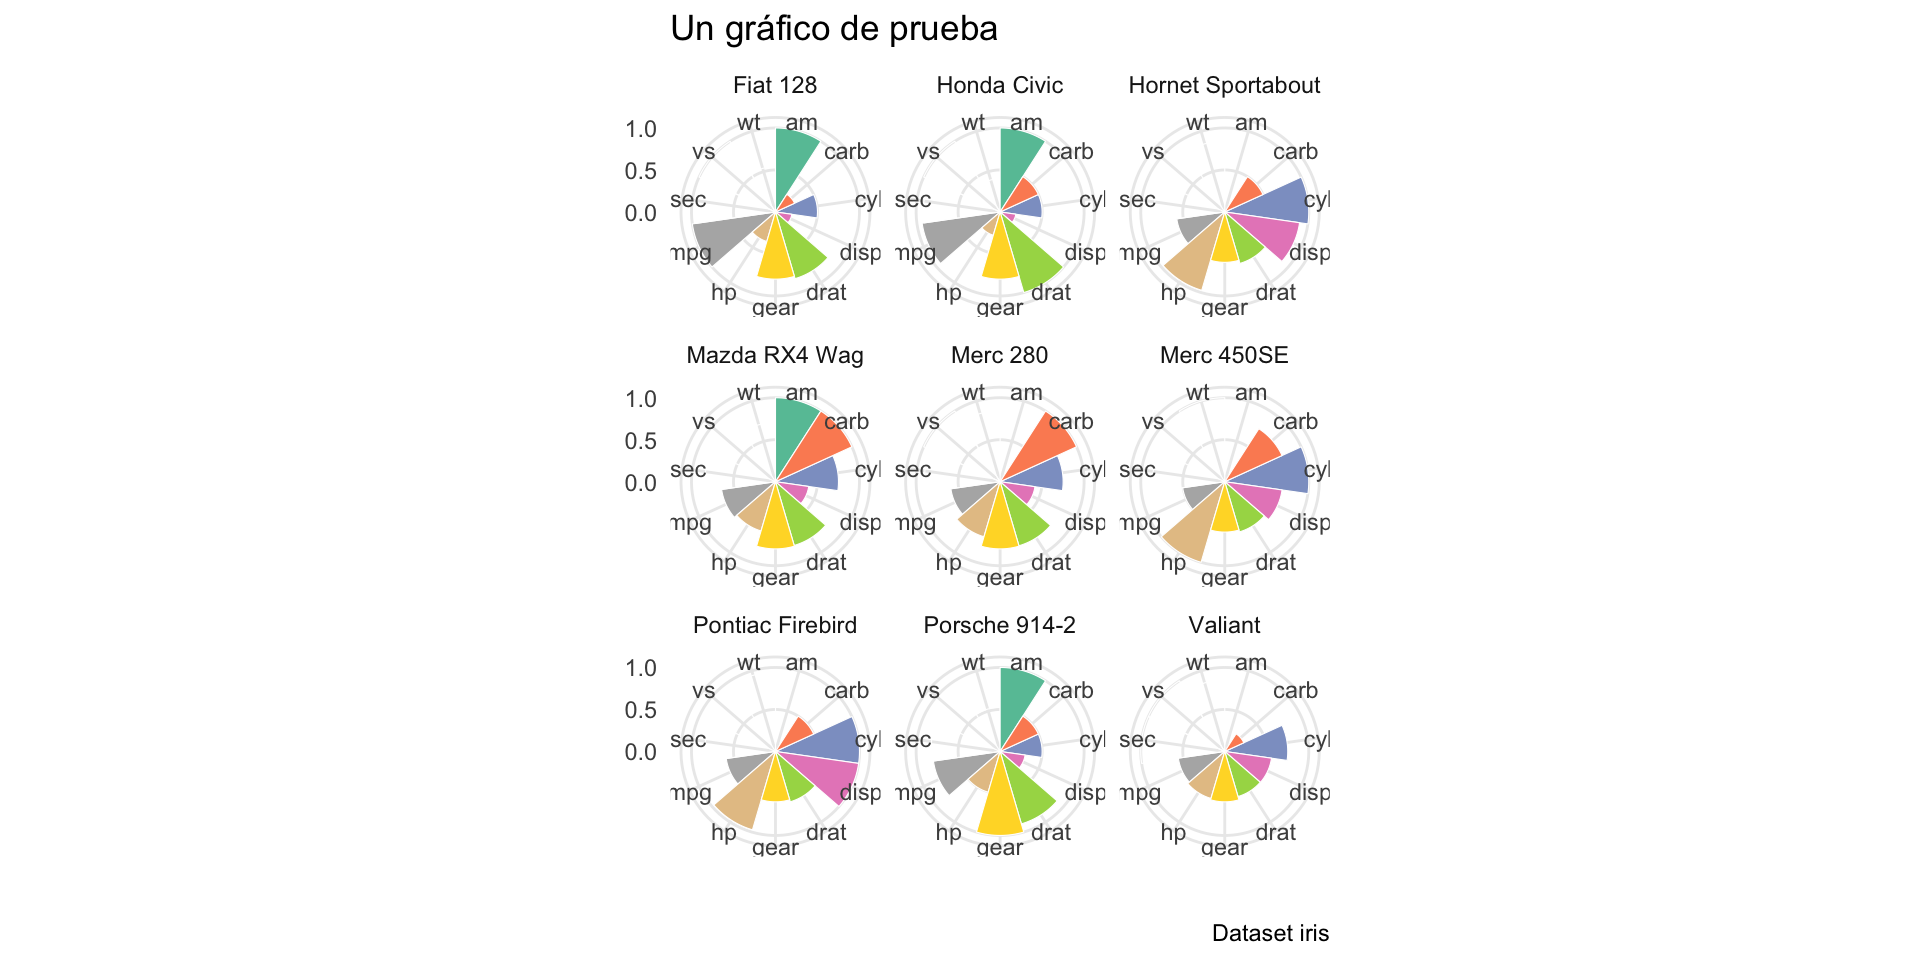 Un gráfico de prueba
Fiat 128 Honda Civic Hornet Sportabout
wt am wt am wt am
1.0
vs carb vs carb vs carb
0.5
sec cyl sec cyl sec cyl
0.0
mpg disp mpg disp mpg disp
hp drat hp drat hp drat
gear gear gear
Mazda RX4 Wag Merc 280 Merc 450SE
wt am wt am wt am
1.0
vs carb vs carb vs carb
0.5
sec cyl sec cyl sec cyl
0.0
mpg disp mpg disp mpg disp
hp drat hp drat hp drat
gear gear gear
Pontiac Firebird Porsche 914-2 Valiant
wt am wt am wt am
1.0
vs carb vs carb vs carb
0.5
sec cyl sec cyl sec cyl
0.0
mpg disp mpg disp mpg disp
hp drat hp drat hp drat
gear gear gear
Dataset iris